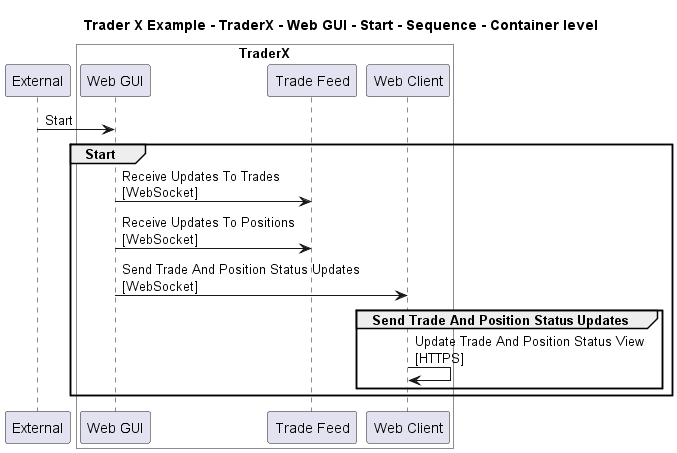 Trader X Example - TraderX - Web GUI - Start - Sequence - Container level
TraderX
External Web GUI Trade Feed Web Client
Start
Start
Receive Updates To Trades
[WebSocket]
Receive Updates To Positions
[WebSocket]
Send Trade And Position Status Updates
[WebSocket]
Send Trade And Position Status Updates
Update Trade And Position Status View
[HTTPS]
External Web GUI Trade Feed Web Client